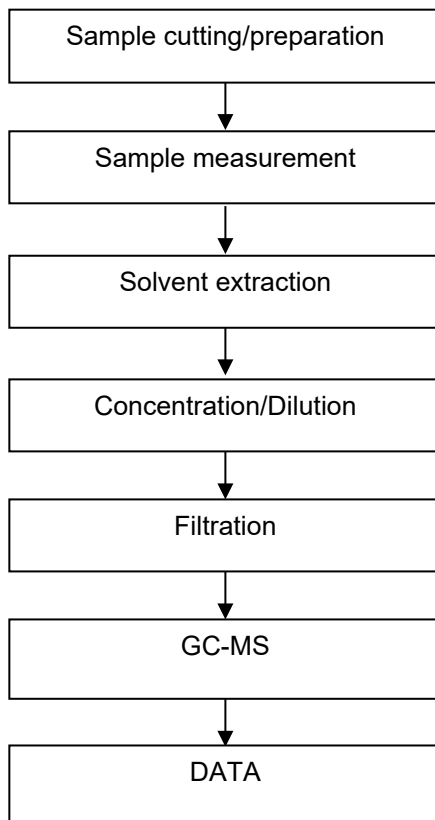 Sample cutting/preparation
Sample measurement
Solvent extraction
Concentration/Dilution
Filtration
GC-MS
DATA